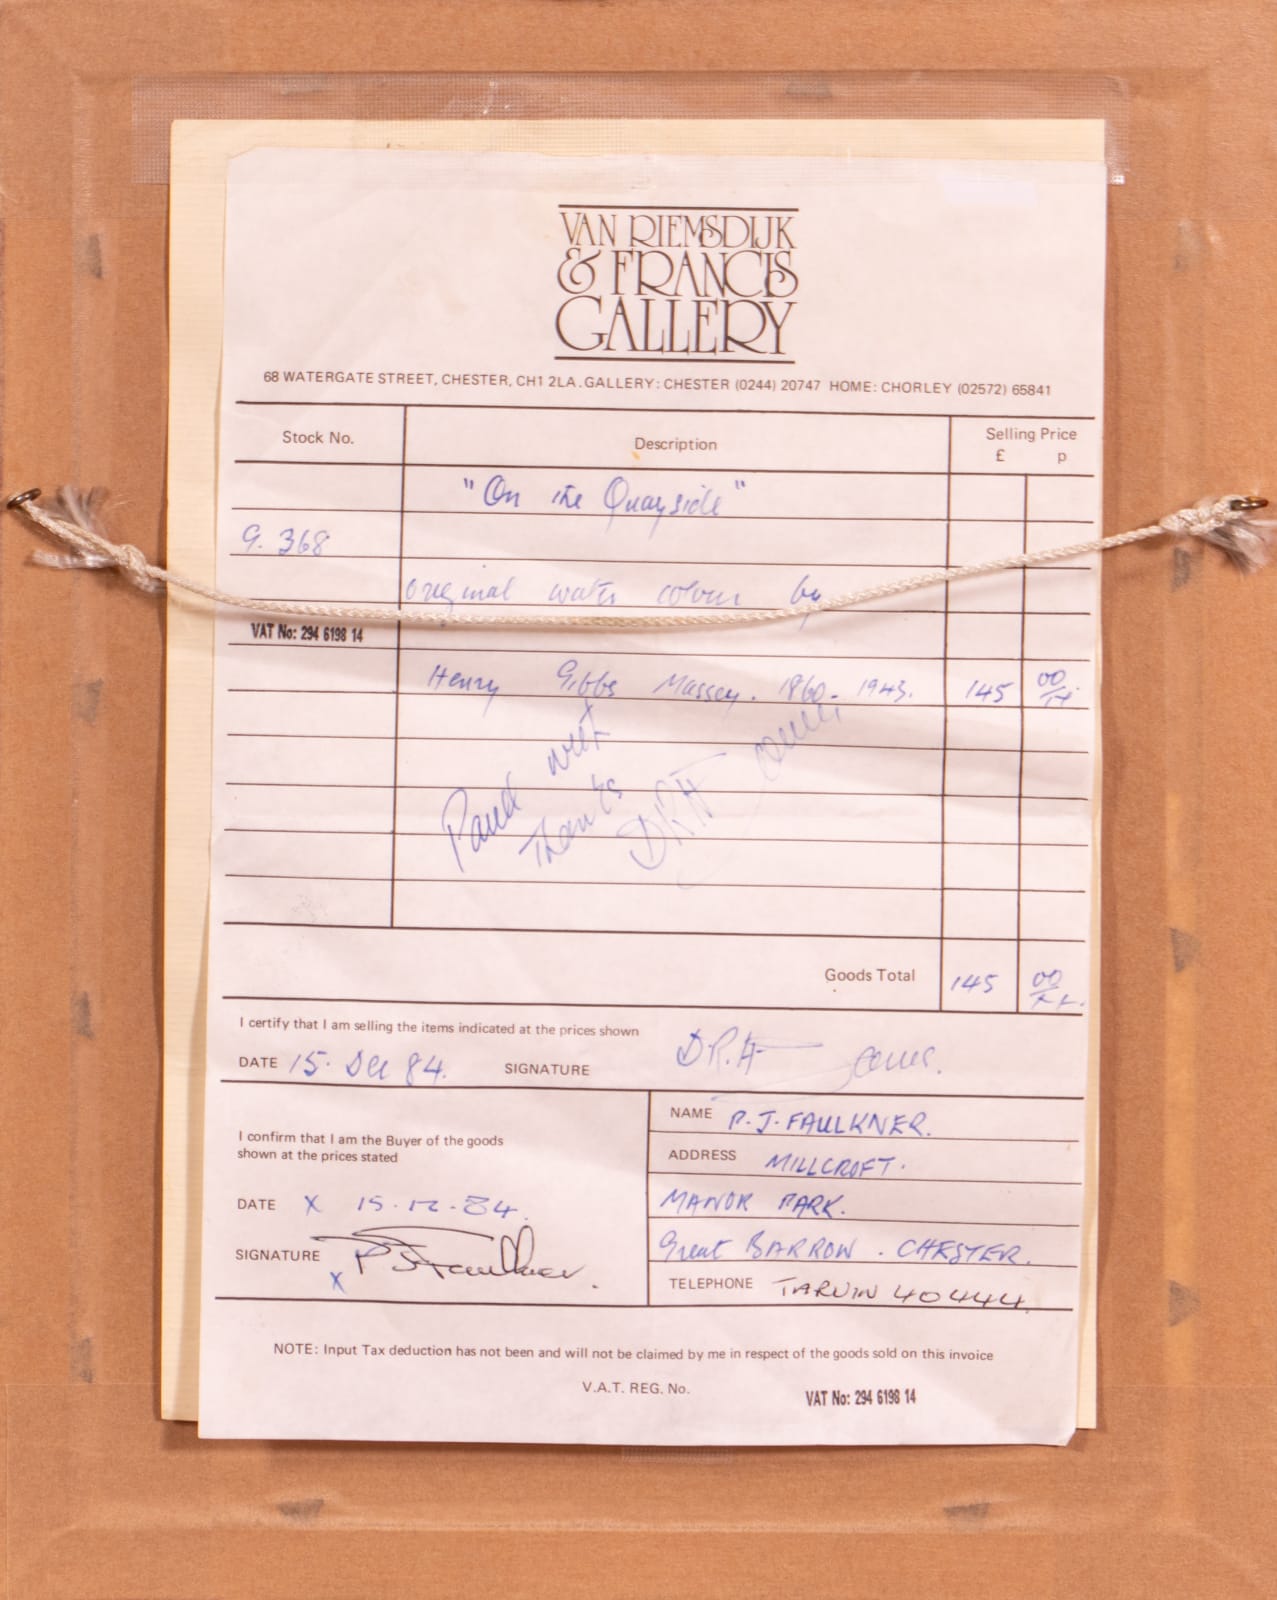 VAN RIEMSDIJK
& FRANCIS
GALLERY
68 WATERGATE STREET, CHESTER, CH1 2LA. GALLERY: CHESTER (0244) 20747 HOME: CHORLEY (02572) 65841
Stock No. Description Selling Price
£ p
"On the Quayside"
G. 368
original water colour by
VAT No: 294 6198 14
Henry Gibbs Massey. 1860 - 1943. 145 00
Paid with
thanks
D.R.H
Goods Total 145 00
I certify that I am selling the items indicated at the prices shown
DATE 15. Dec 84. SIGNATURE D.R.H
NAME P. J. FAULKNER.
I confirm that I am the Buyer of the goods
shown at the prices stated
ADDRESS MILLCROFT.
DATE X 15.12.84. MANOR PARK.
Great BARROW. CHESTER.
SIGNATURE X P J Faulkner.
TELEPHONE TARVIN 40444
NOTE: Input Tax deduction has not been and will not be claimed by me in respect of the goods sold on this invoice
V.A.T. REG. No. VAT No: 294 6198 14